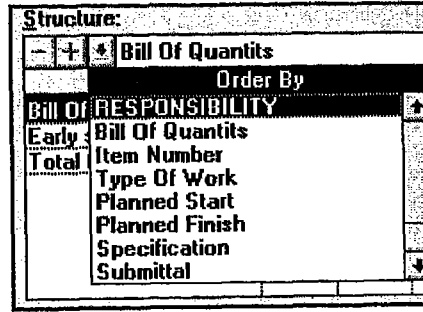 Structure:
- + Bill Of Quantits
Order By
Bill Of RESPONSIBILITY
Early Bill Of Quantits
Total Item Number
Type Of Work
Planned Start
Planned Finish
Specification
Submittal